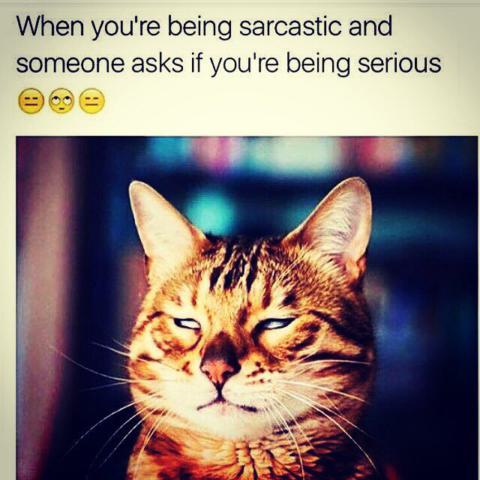 When you're being sarcastic and
someone asks if you're being serious
😑🙄😑